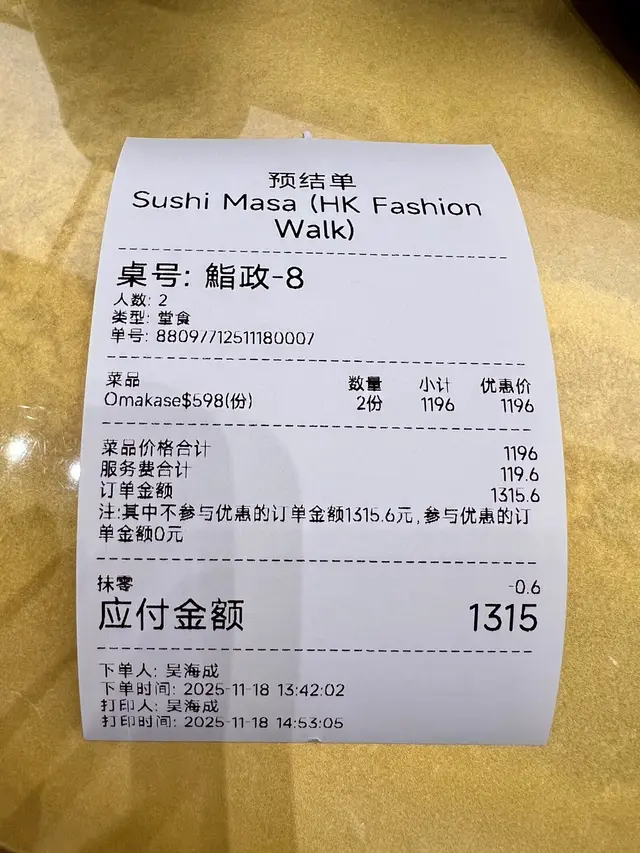 预结单
Sushi Masa (HK Fashion
Walk)
桌号: 鮨政-8
人数: 2
类型: 堂食
单号: 88097712511180007
菜品 数量 小计 优惠价
Omakase$598(份) 2份 1196 1196
菜品价格合计 1196
服务费合计 119.6
订单金额 1315.6
注:其中不参与优惠的订单金额1315.6元,参与优惠的订
单金额0元
抹零 -0.6
应付金额 1315
下单人: 吴海成
下单时间: 2025-11-18 13:42:02
打印人: 吴海成
打印时间: 2025-11-18 14:53:05